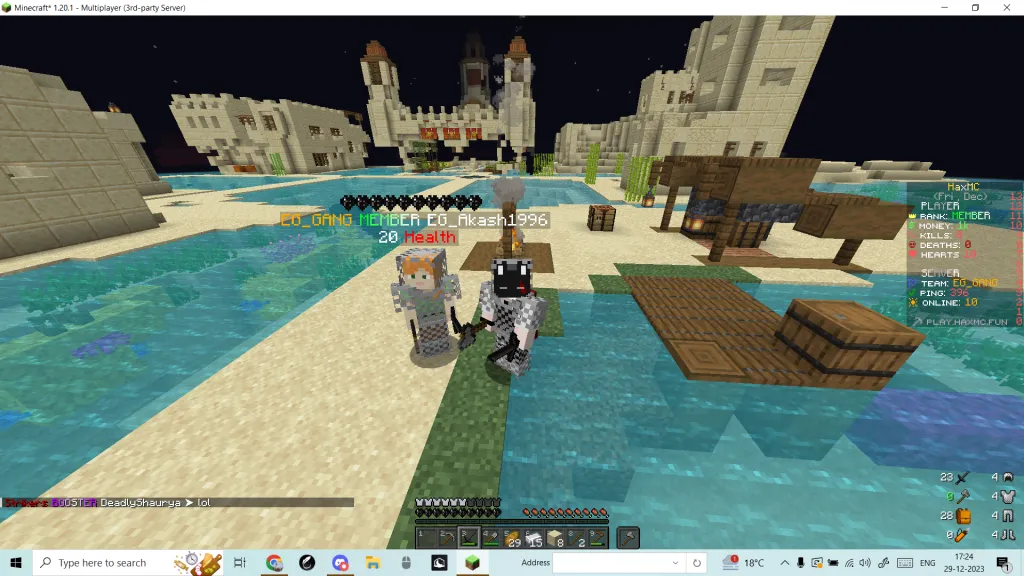 Minecraft* 1.20.1 - Multiplayer (3rd-party Server)
EG_GANG MEMBER EG_Akash1996
20 Health
HaxMC
(Fri , Dec)
PLAYER
RANK: MEMBER
MONEY: 1k
KILLS:
DEATHS: 0
HEARTS 10
SERVER
TEAM: EG_GANG
PING: 396
ONLINE: 10
PLAY.HAXMC.FUN
Strikers BOOSTER DeadlyShaurya ➤ lol
23 4
9 4
28 4
0 4
29 15 8 2
Type here to search
Address
18°C
ENG
17:24
29-12-2023
1